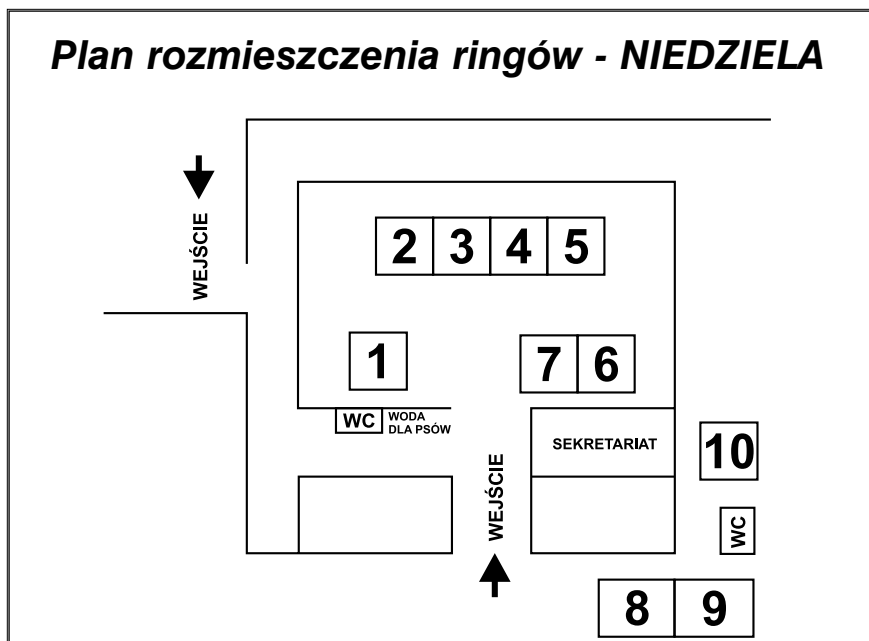 Plan rozmieszczenia ringów - NIEDZIELA
WEJŚCIE
2 3 4 5
1
7 6
WC
WODA
DLA PSÓW
SEKRETARIAT
10
WEJŚCIE
WC
8 9